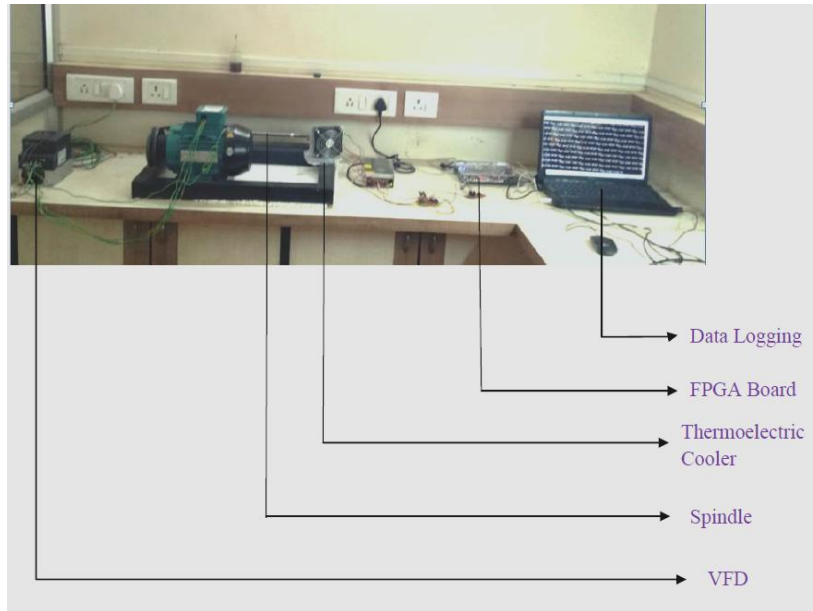 Data Logging
FPGA Board
Thermoelectric
Cooler
Spindle
VFD